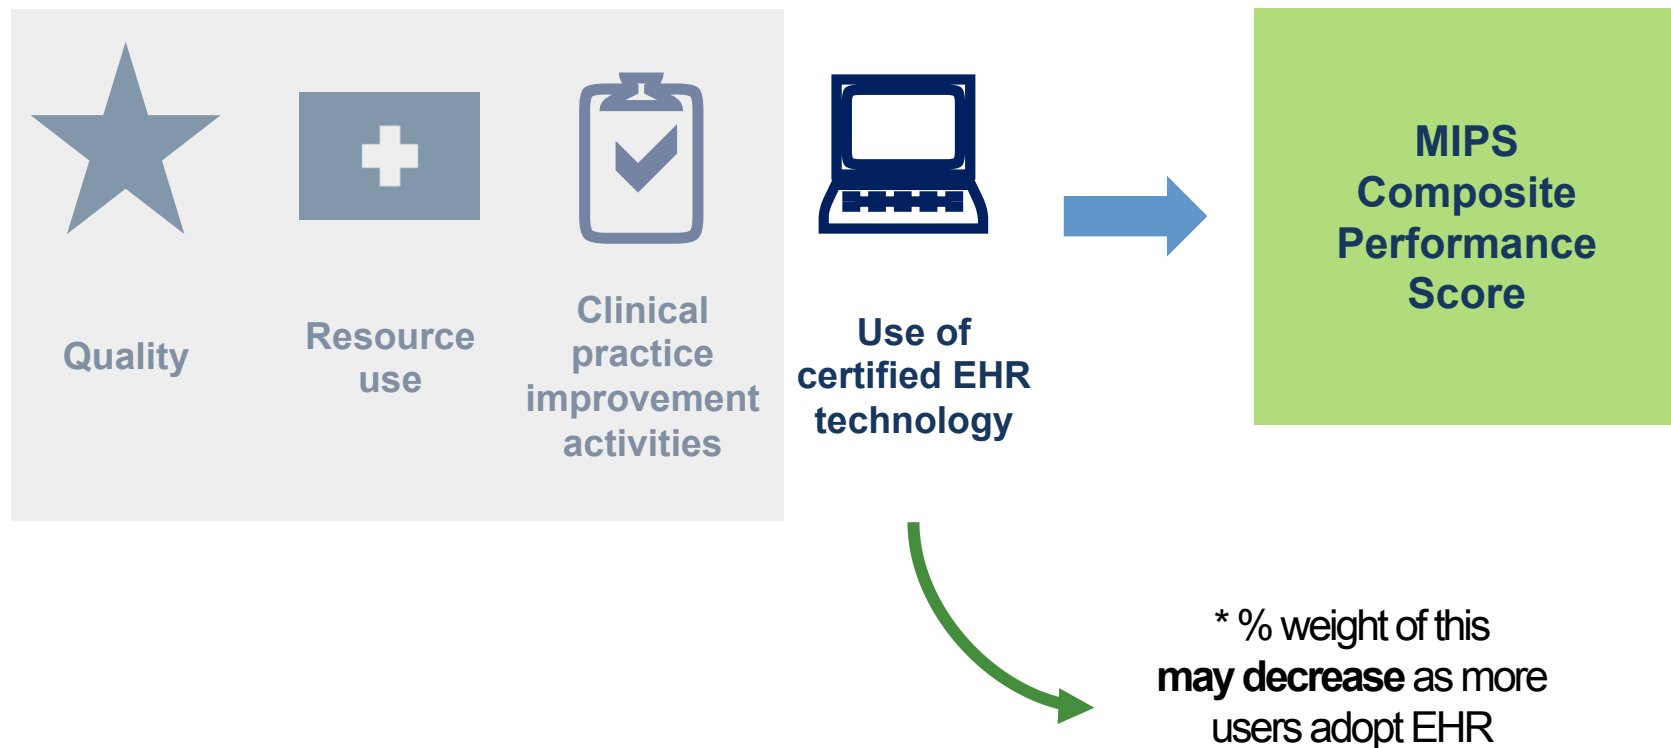 Quality
Resource
use
Clinical
practice
improvement
activities
Use of
certified EHR
technology
MIPS
Composite
Performance
Score
* % weight of this
may decrease as more
users adopt EHR